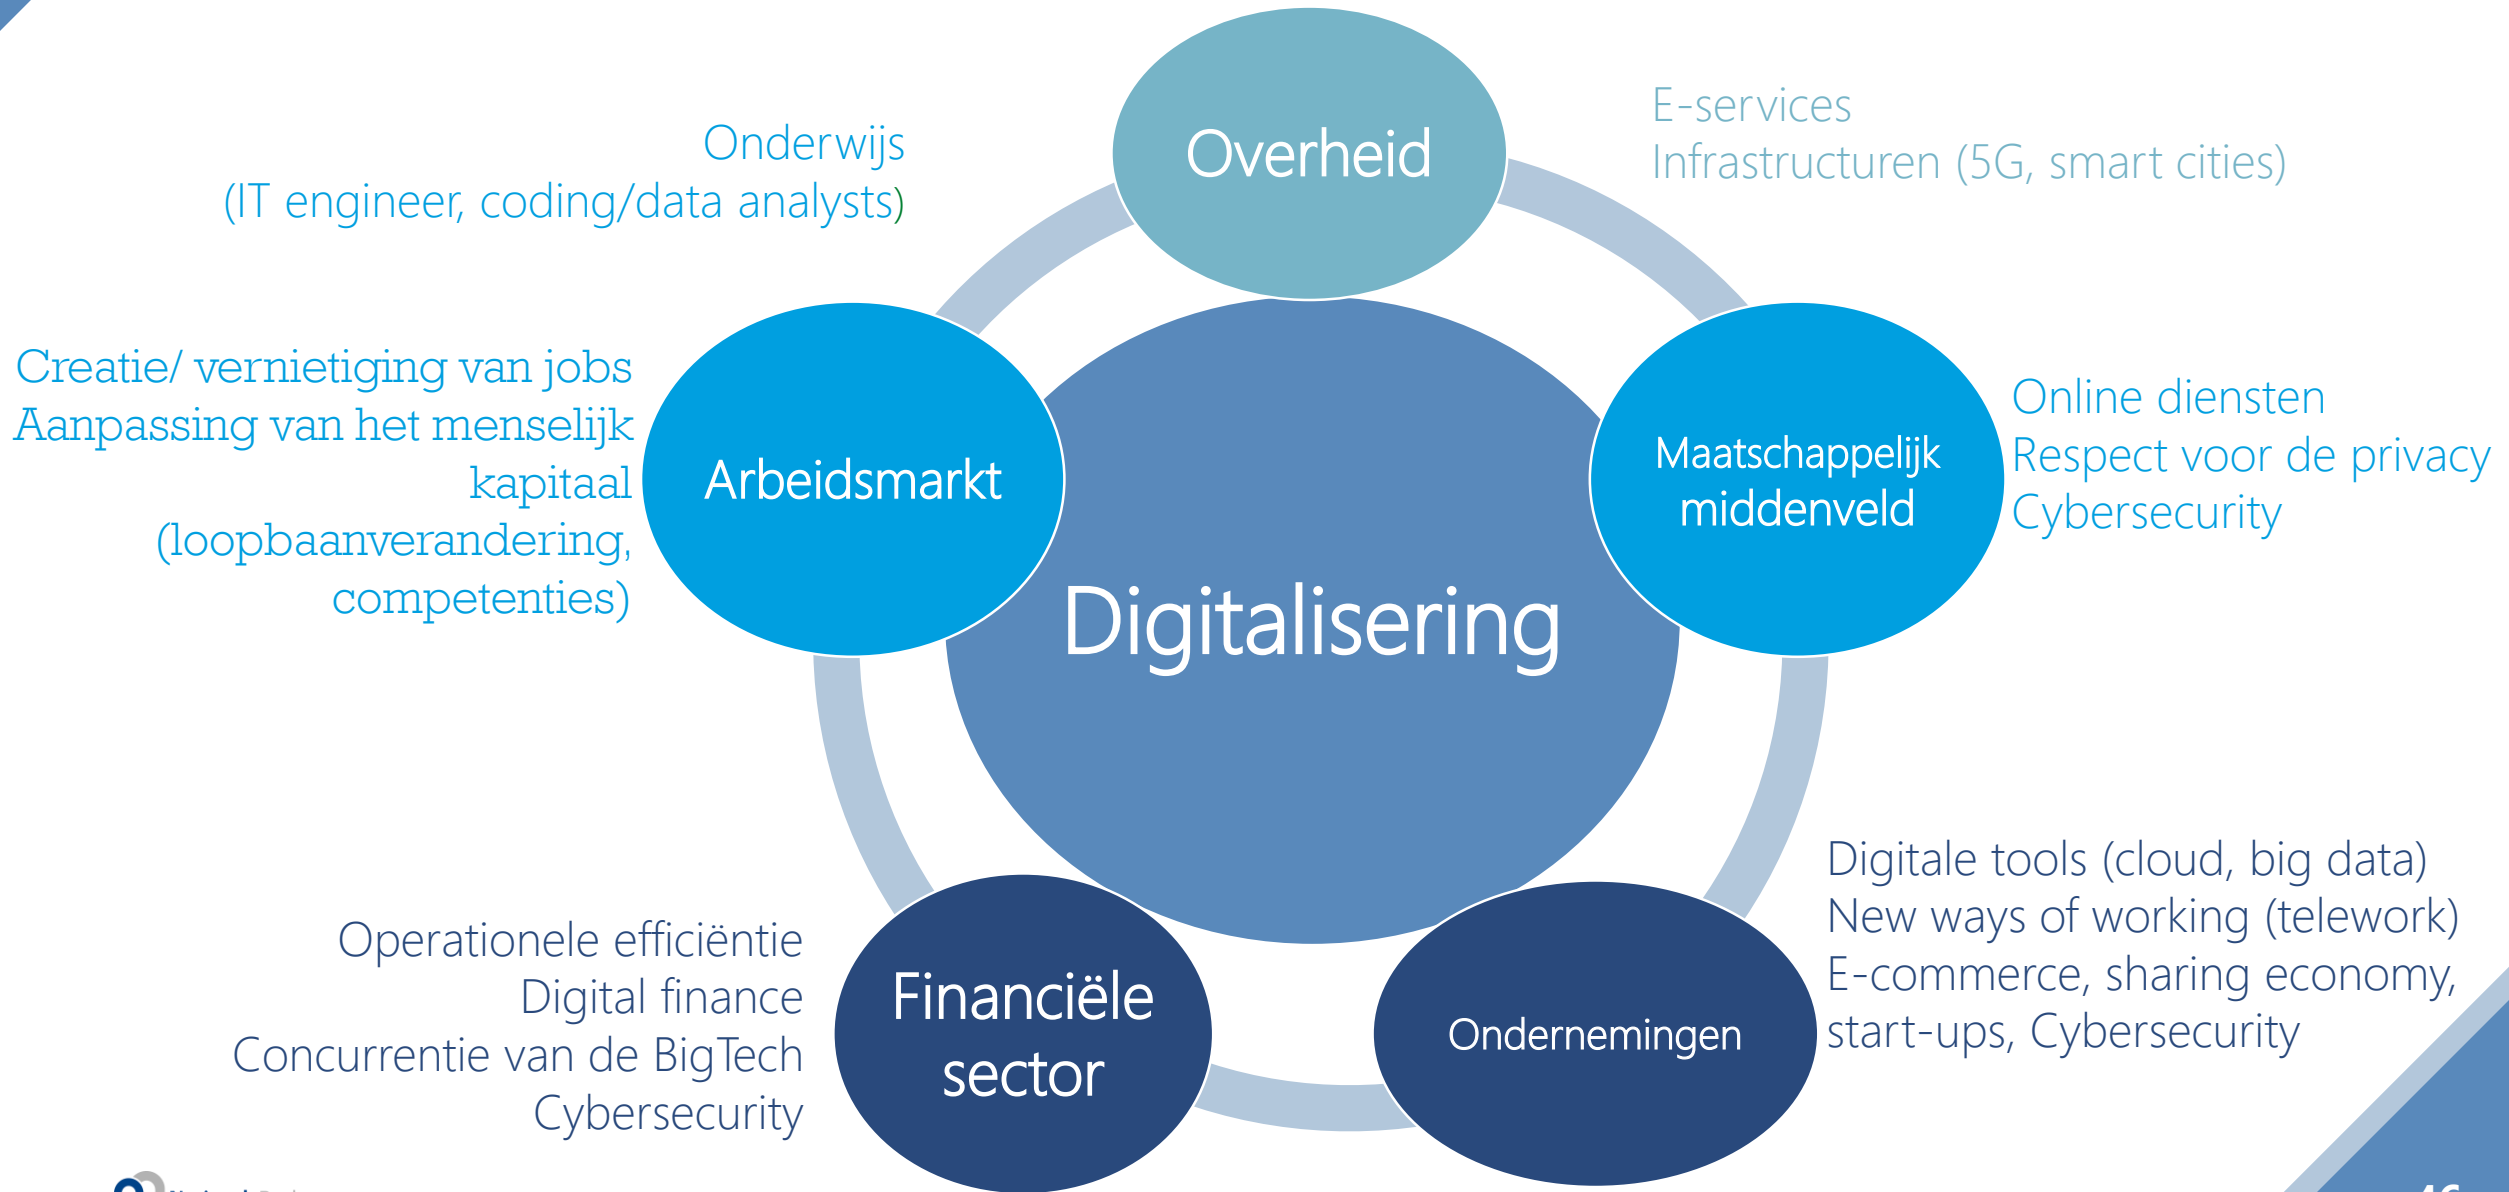 Overheid
E-services
Infrastructuren (5G, smart cities)
Onderwijs
(IT engineer, coding/data analysts)
Creatie/ vernietiging van jobs
Aanpassing van het menselijk
kapitaal
(loopbaanverandering,
competenties)
Arbeidsmarkt
Maatschappelijk
middenveld
Online diensten
Respect voor de privacy
Cybersecurity
Digitalisering
Digitale tools (cloud, big data)
New ways of working (telework)
E-commerce, sharing economy,
start-ups, Cybersecurity
Ondernemingen
Financiële
sector
Operationele efficiëntie
Digital finance
Concurrentie van de BigTech
Cybersecurity